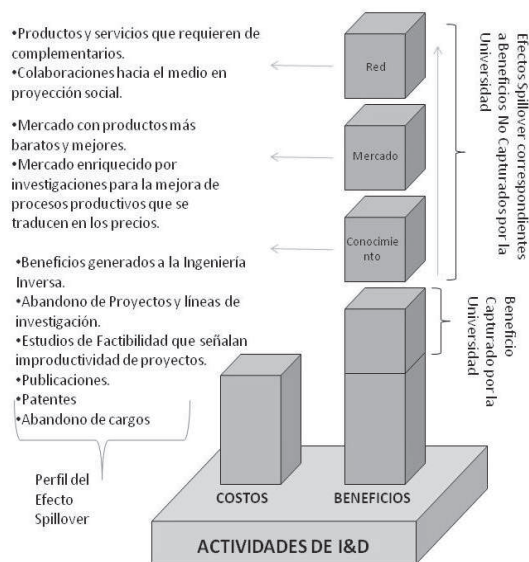 •Productos y servicios que requieren de
complementarios.
•Colaboraciones hacia el medio en
proyección social.
•Mercado con productos más
baratos y mejores.
•Mercado enriquecido por
investigaciones para la mejora de
procesos productivos que se
traducen en los precios.
•Beneficios generados a la Ingeniería
Inversa.
•Abandono de Proyectos y líneas de
investigación.
•Estudios de Factibilidad que señalan
improductividad de proyectos.
•Publicaciones.
•Patentes
•Abandono de cargos
Perfil del
Efecto
Spillover
Red
Mercado
Conocimie
nto
Efectos Spillover correspondientes
a Beneficios No Capturados por la
Universidad
Beneficio
Capturado por la
Universidad
COSTOS
BENEFICIOS
ACTIVIDADES DE I&D